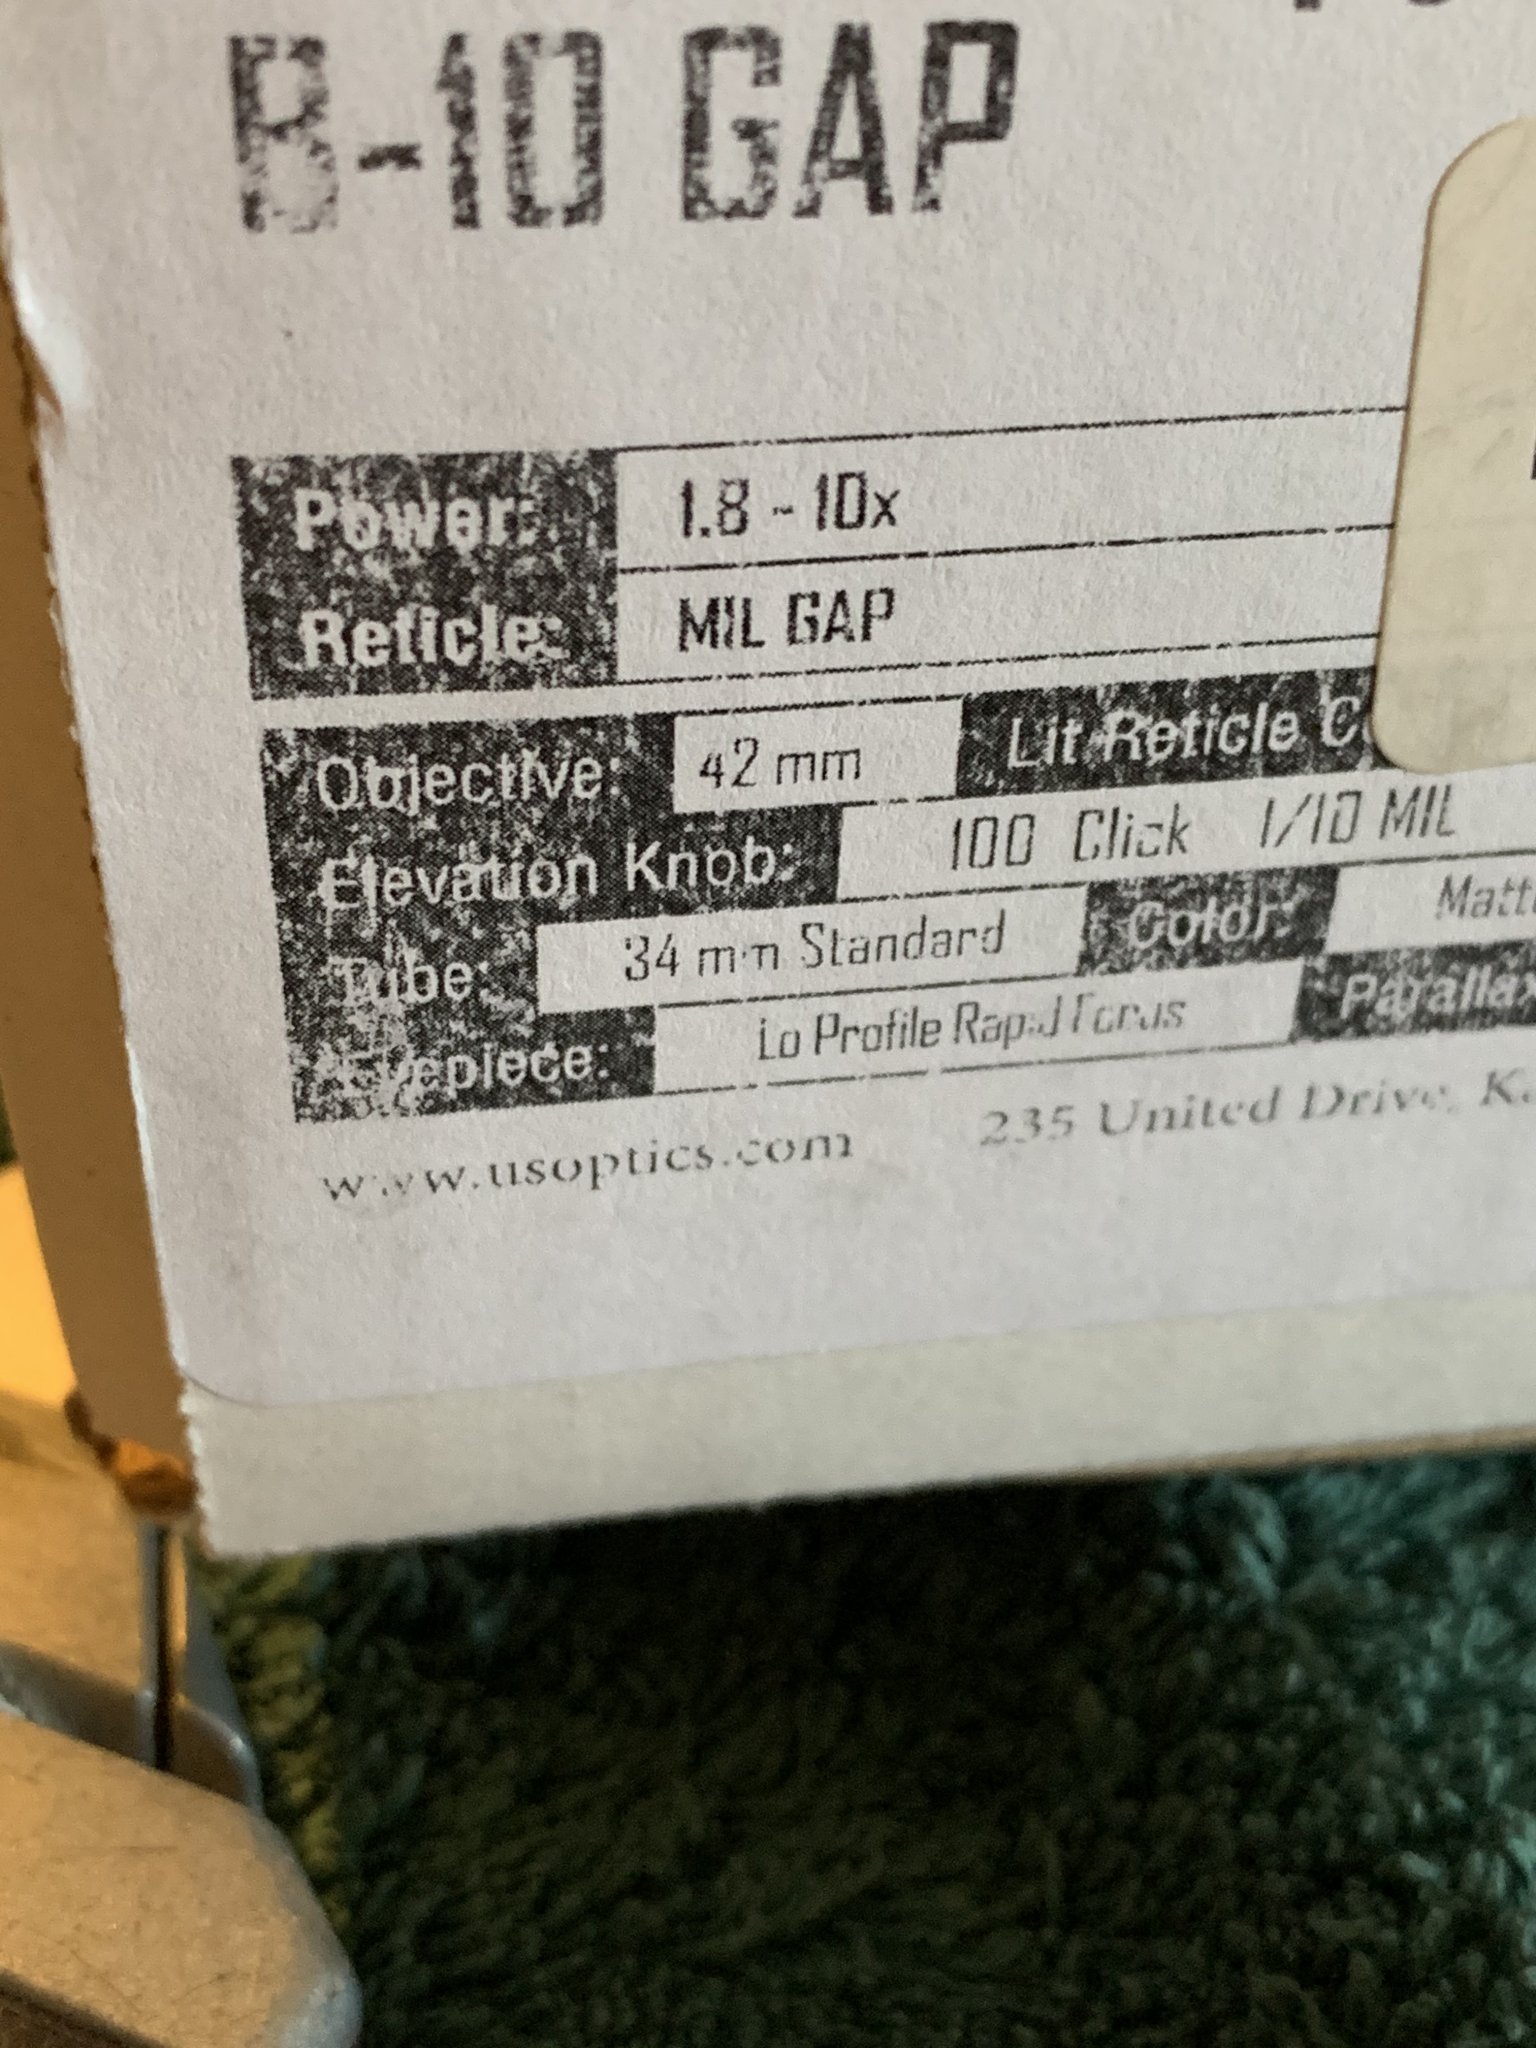 B-10 GAP
Power: 1.8 - 10x
Reticle: MIL GAP
Objective: 42 mm Lit Reticle
Elevation Knob: 100 Click 1/10 MIL
Tube: 34 mm Standard Color:
Eyepiece: Lo Profile Rapid Focus Parallax
www.usoptics.com 235 United Drive,